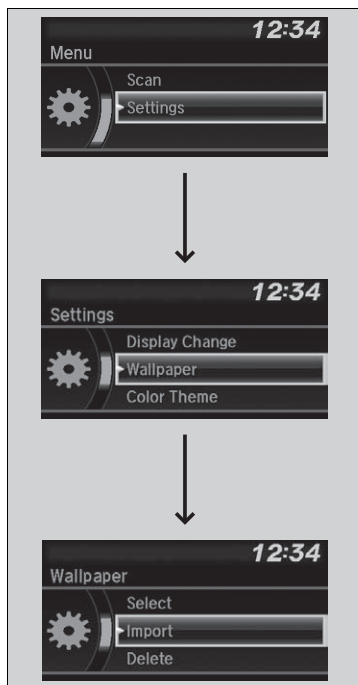 12:34
Menu
Scan
Settings
12:34
Settings
Display Change
Wallpaper
Color Theme
12:34
Wallpaper
Select
Import
Delete